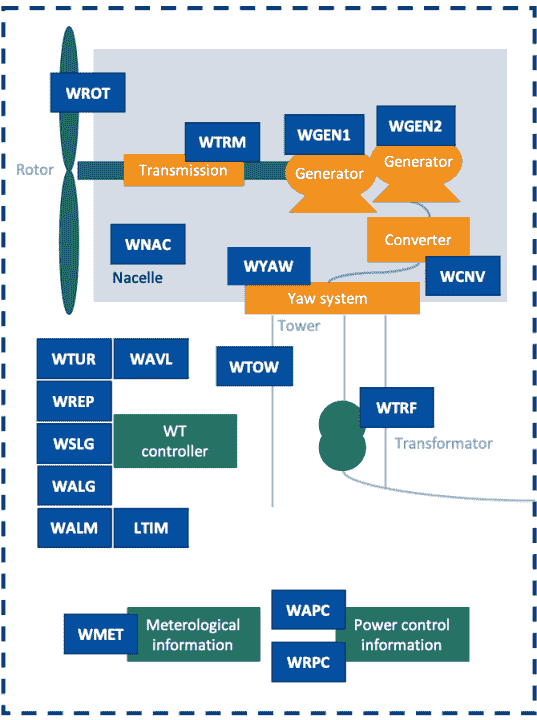 WROT
Rotor
WTRM
Transmission
WGEN1
Generator
WGEN2
Generator
Converter
WCNV
WNAC
Nacelle
WYAW
Yaw system
Tower
WTOW
WTRF
Transformator
WTUR
WAVL
WREP
WSLG
WT
controller
WALG
WALM
LTIM
WMET
Meterological
information
WAPC
WRPC
Power control
information